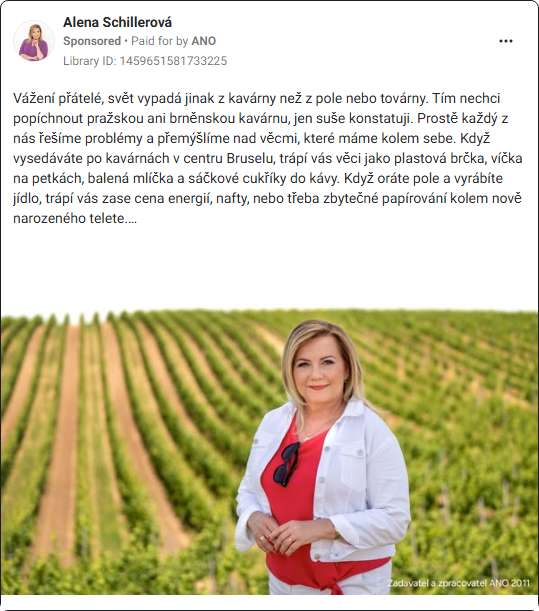 Alena Schillerová
Sponsored • Paid for by ANO
Library ID: 1459651581733225
Vážení přátelé, svět vypadá jinak z kavárny než z pole nebo továrny. Tím nechci
popíchnout pražskou ani brněnskou kavárnu, jen suše konstatuji. Prostě každý z
nás řešíme problémy a přemýšlíme nad věcmi, které máme kolem sebe. Když
vysedáváte po kavárnách v centru Bruselu, trápí vás věci jako plastová brčka, víčka
na petkách, balená mlíčka a sáčkové cukříky do kávy. Když oráte pole a vyrábíte
jídlo, trápí vás zase cena energií, nafty, nebo třeba zbytečné papírování kolem nově
narozeného telete....
Zadavatel a zpracovatel ANO 2011